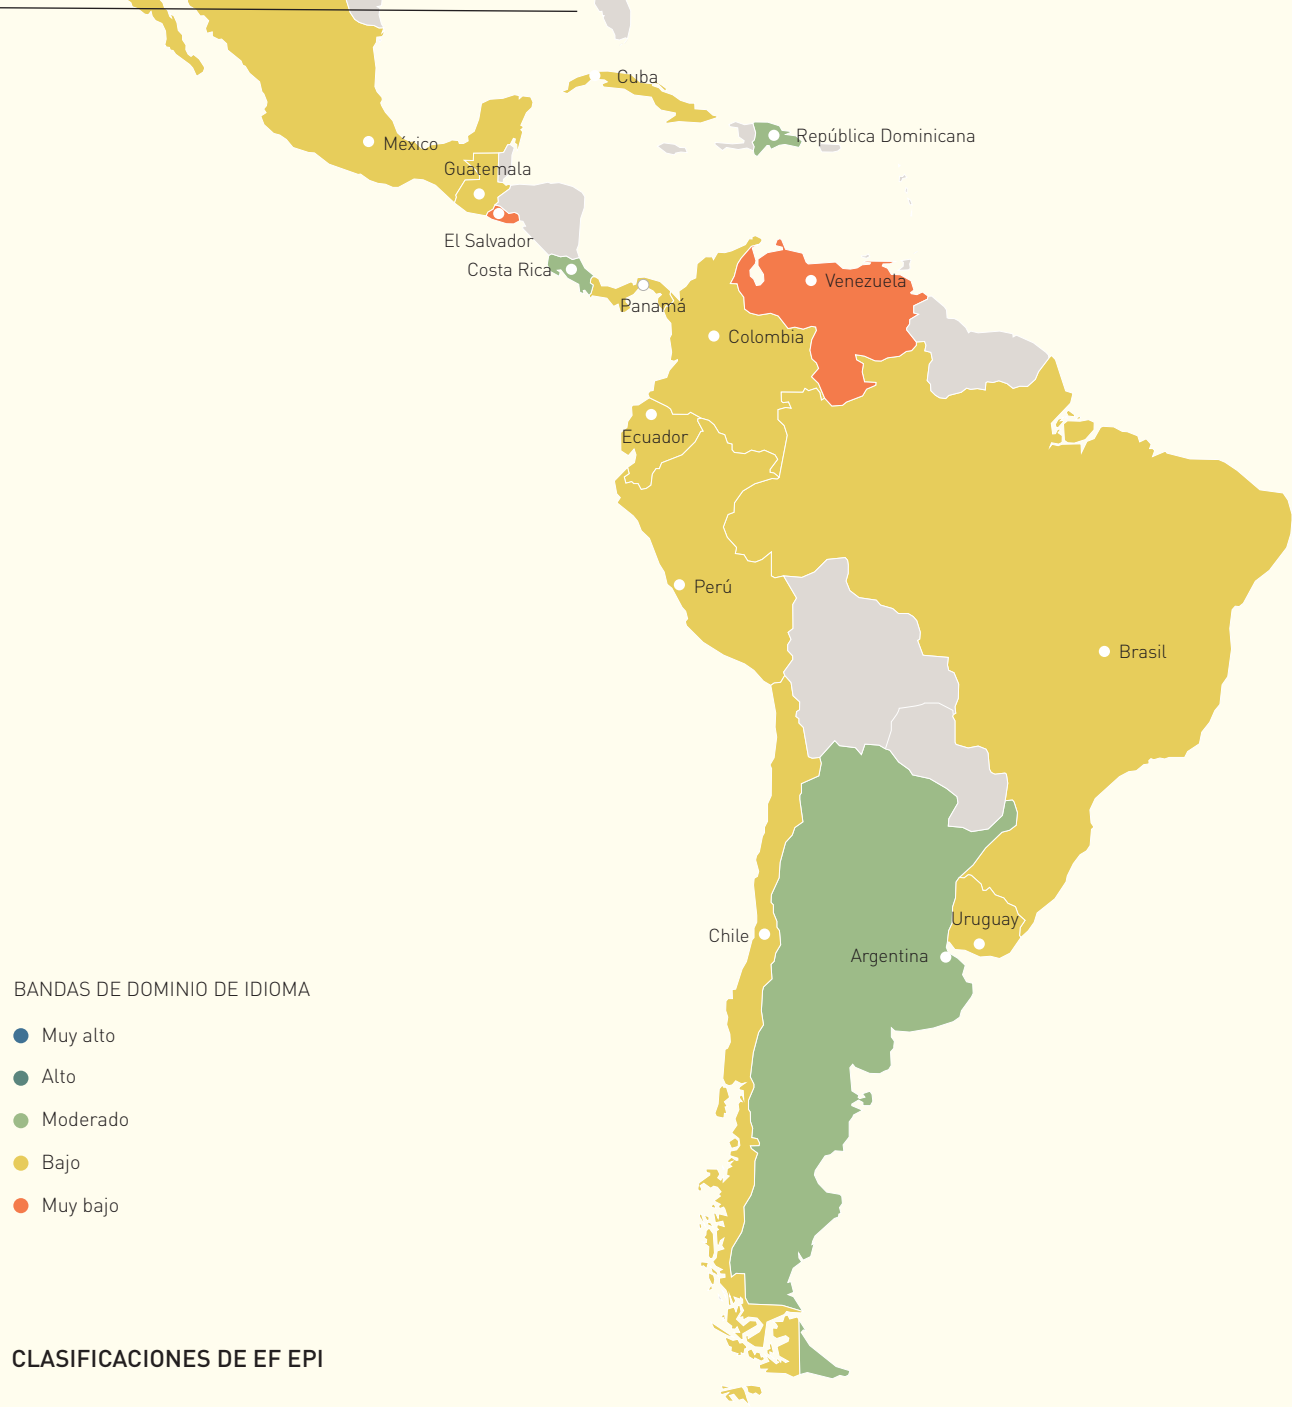 Cuba
República Dominicana
México
Guatemala
El Salvador
Costa Rica
Panamá
Venezuela
Colombia
Ecuador
Perú
Brasil
Uruguay
Chile
Argentina
BANDAS DE DOMINIO DE IDIOMA
Muy alto
Alto
Moderado
Bajo
Muy bajo
CLASIFICACIONES DE EF EPI